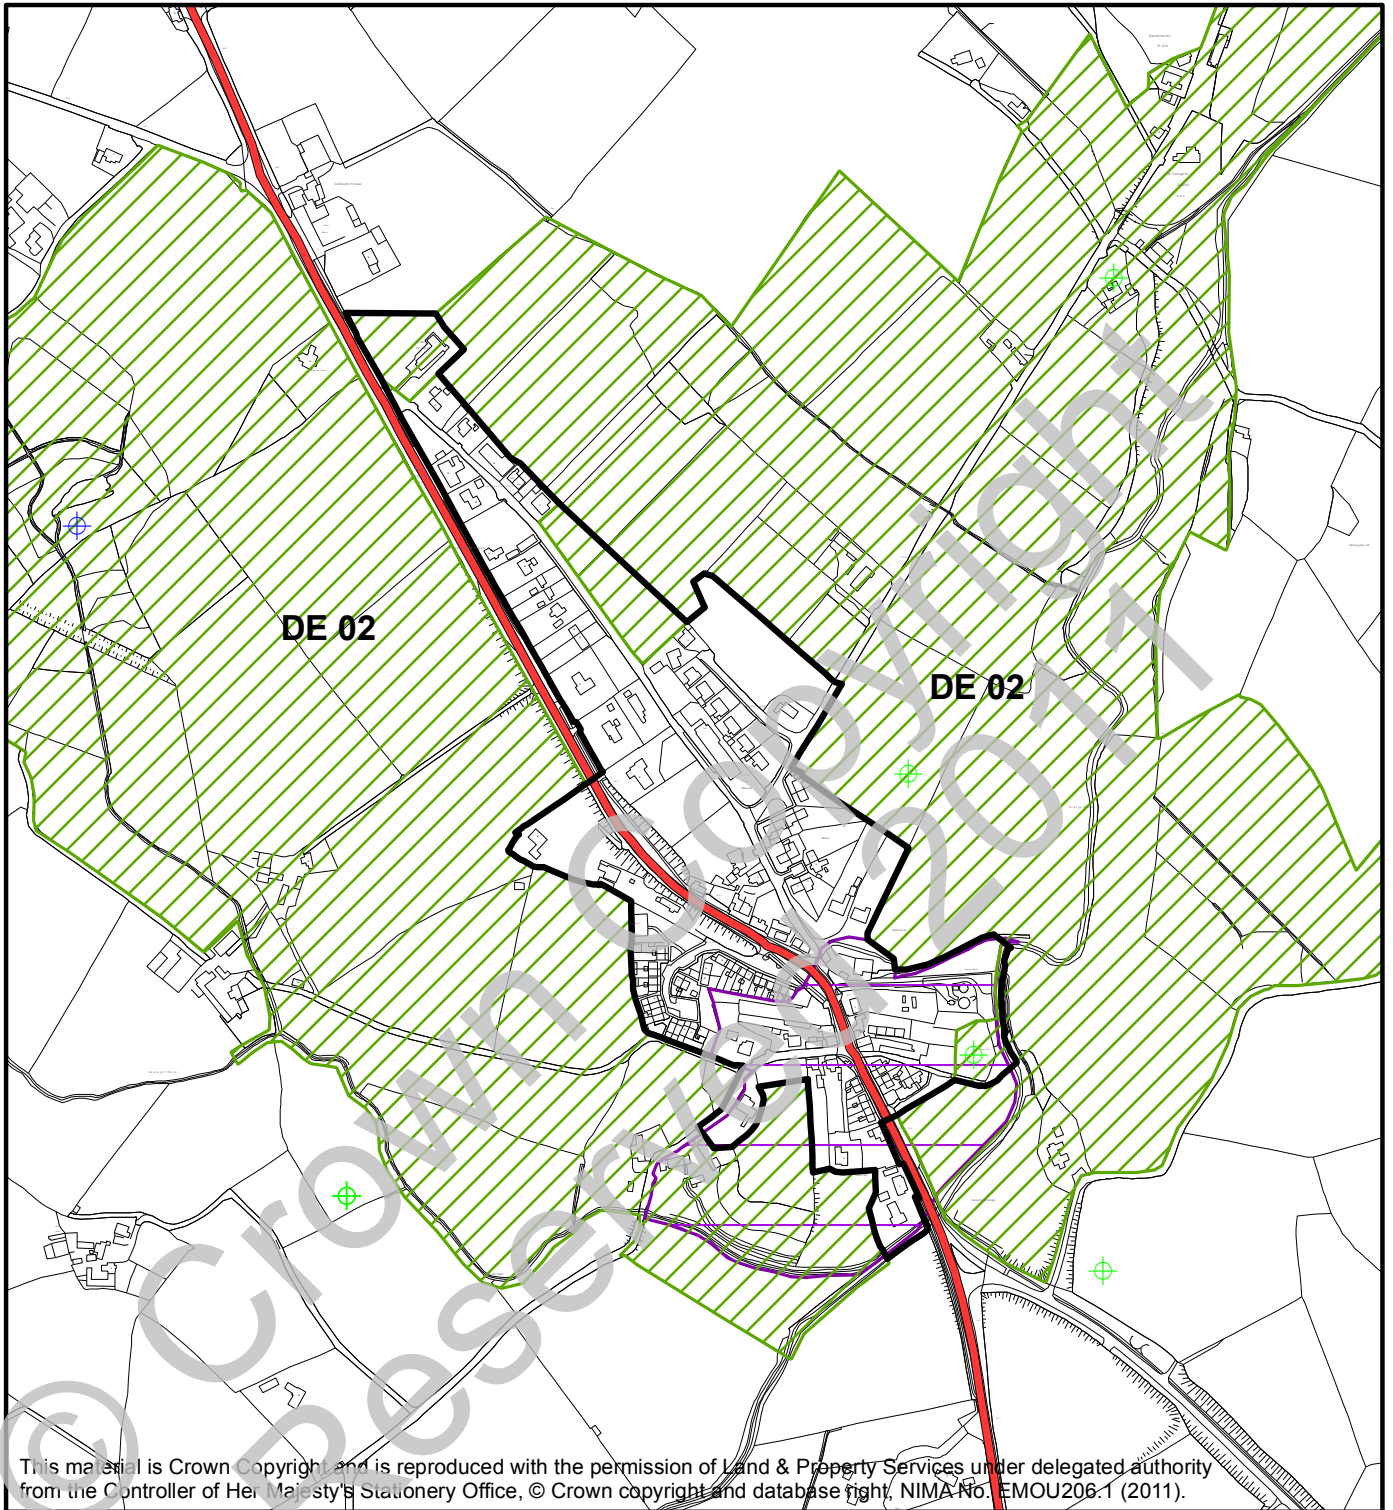 DE 02
DE 02
© Crown Copyright
Reserved 2011
This material is Crown Copyright and is reproduced with the permission of Land & Property Services under delegated authority
from the Controller of Her Majesty's Stationery Office, © Crown copyright and database right, NIMA No. EMOU206.1 (2011).